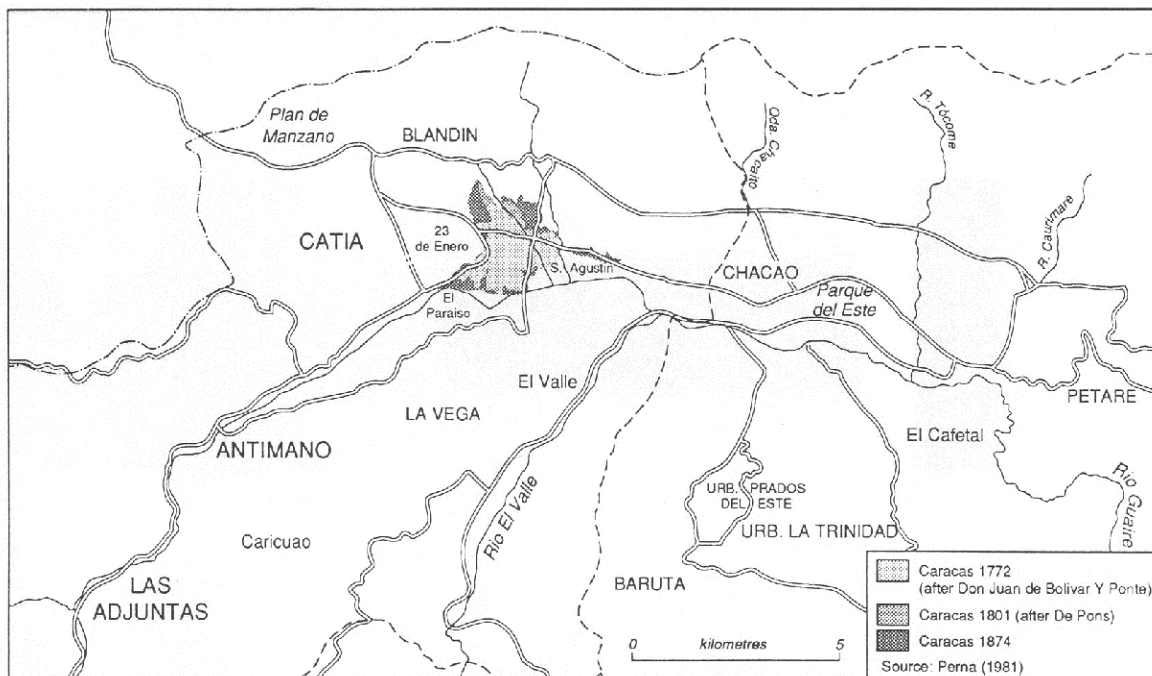 Plan de
Manzano
BLANDIN
Qda. Chacaito
R. Tócome
R. Caurimare
CATIA
23
de Enero
S. Agustin
CHACAO
Parque
del Este
El
Paraiso
El Valle
LA VEGA
PETARE
ANTIMANO
El Cafetal
Rio Guaire
Rio El Valle
URB. PRADOS
DEL ESTE
URB. LA TRINIDAD
Caricuao
LAS
ADJUNTAS
BARUTA
0 kilometres 5
Caracas 1772
(after Don Juan de Bolivar Y Ponte)
Caracas 1801 (after De Pons)
Caracas 1874
Source: Perna (1981)